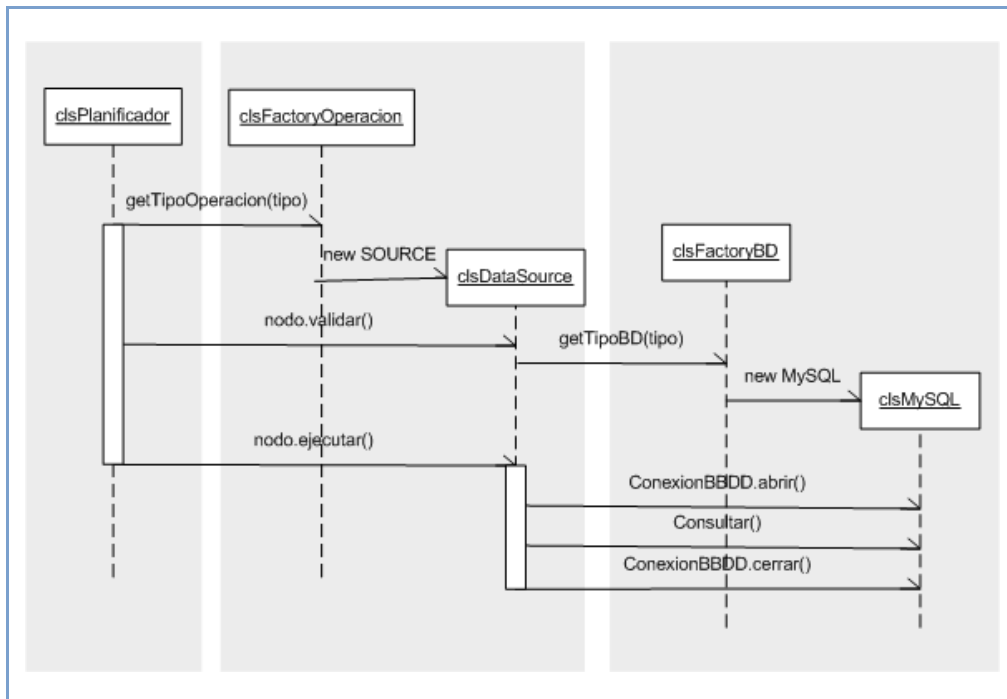 clsPlanificador
clsFactoryOperacion
getTipoOperacion(tipo)
new SOURCE
clsDataSource
clsFactoryBD
nodo.validar()
getTipoBD(tipo)
new MySQL
clsMySQL
nodo.ejecutar()
ConexionBBDD.abrir()
Consultar()
ConexionBBDD.cerrar()